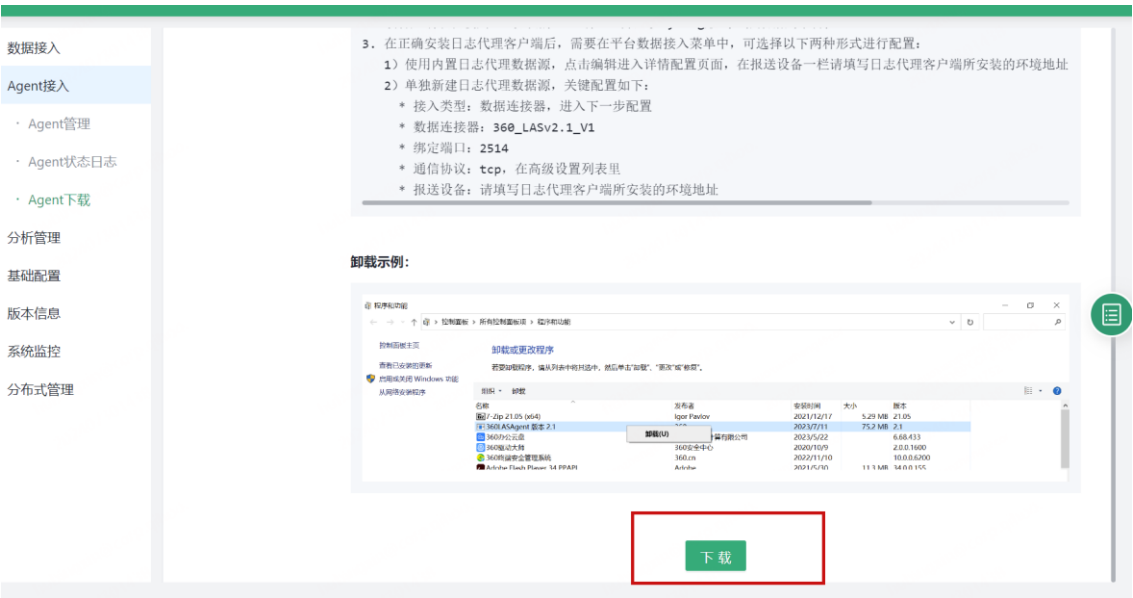 数据接入
Agent接入
· Agent管理
· Agent状态日志
· Agent下载
分析管理
基础配置
版本信息
系统监控
分布式管理
3. 在正确安装日志代理客户端后，需要在平台数据接入菜单中，可选择以下两种形式进行配置：
1）使用内置日志代理数据源，点击编辑进入详情配置页面，在报送设备一栏请填写日志代理客户端所安装的环境地址
2）单独新建日志代理数据源，关键配置如下：
* 接入类型：数据连接器，进入下一步配置
* 数据连接器：360_LASv2.1_V1
* 绑定端口：2514
* 通信协议：tcp，在高级设置列表里
* 报送设备：请填写日志代理客户端所安装的环境地址
卸载示例：
程序和功能
控制面板 > 所有控制面板项 > 程序和功能
控制面板主页
查看已安装的更新
启用或关闭 Windows 功能
从网络安装程序
卸载或更改程序
若要卸载程序，请从列表中将其选中，然后单击“卸载”、“更改”或“修复”。
组织 卸载
名称 发布者 安装时间 大小 版本
7-Zip 21.05 (x64) Igor Pavlov 2021/12/17 5.29 MB 21.05
360LASAgent 版本 2.1 2023/7/11 75.2 MB 2.1
卸载(U)
360办公云盘 算有限公司 2023/5/22 6.68.433
360驱动大师 360安全中心 2020/10/9 2.0.0.1600
360终端安全管理系统 360.cn 2022/11/10 10.0.0.6200
Adobe Flash Player 34 PPAPI Adobe 2021/5/30 11.3 MB 34.0.0.155
下载